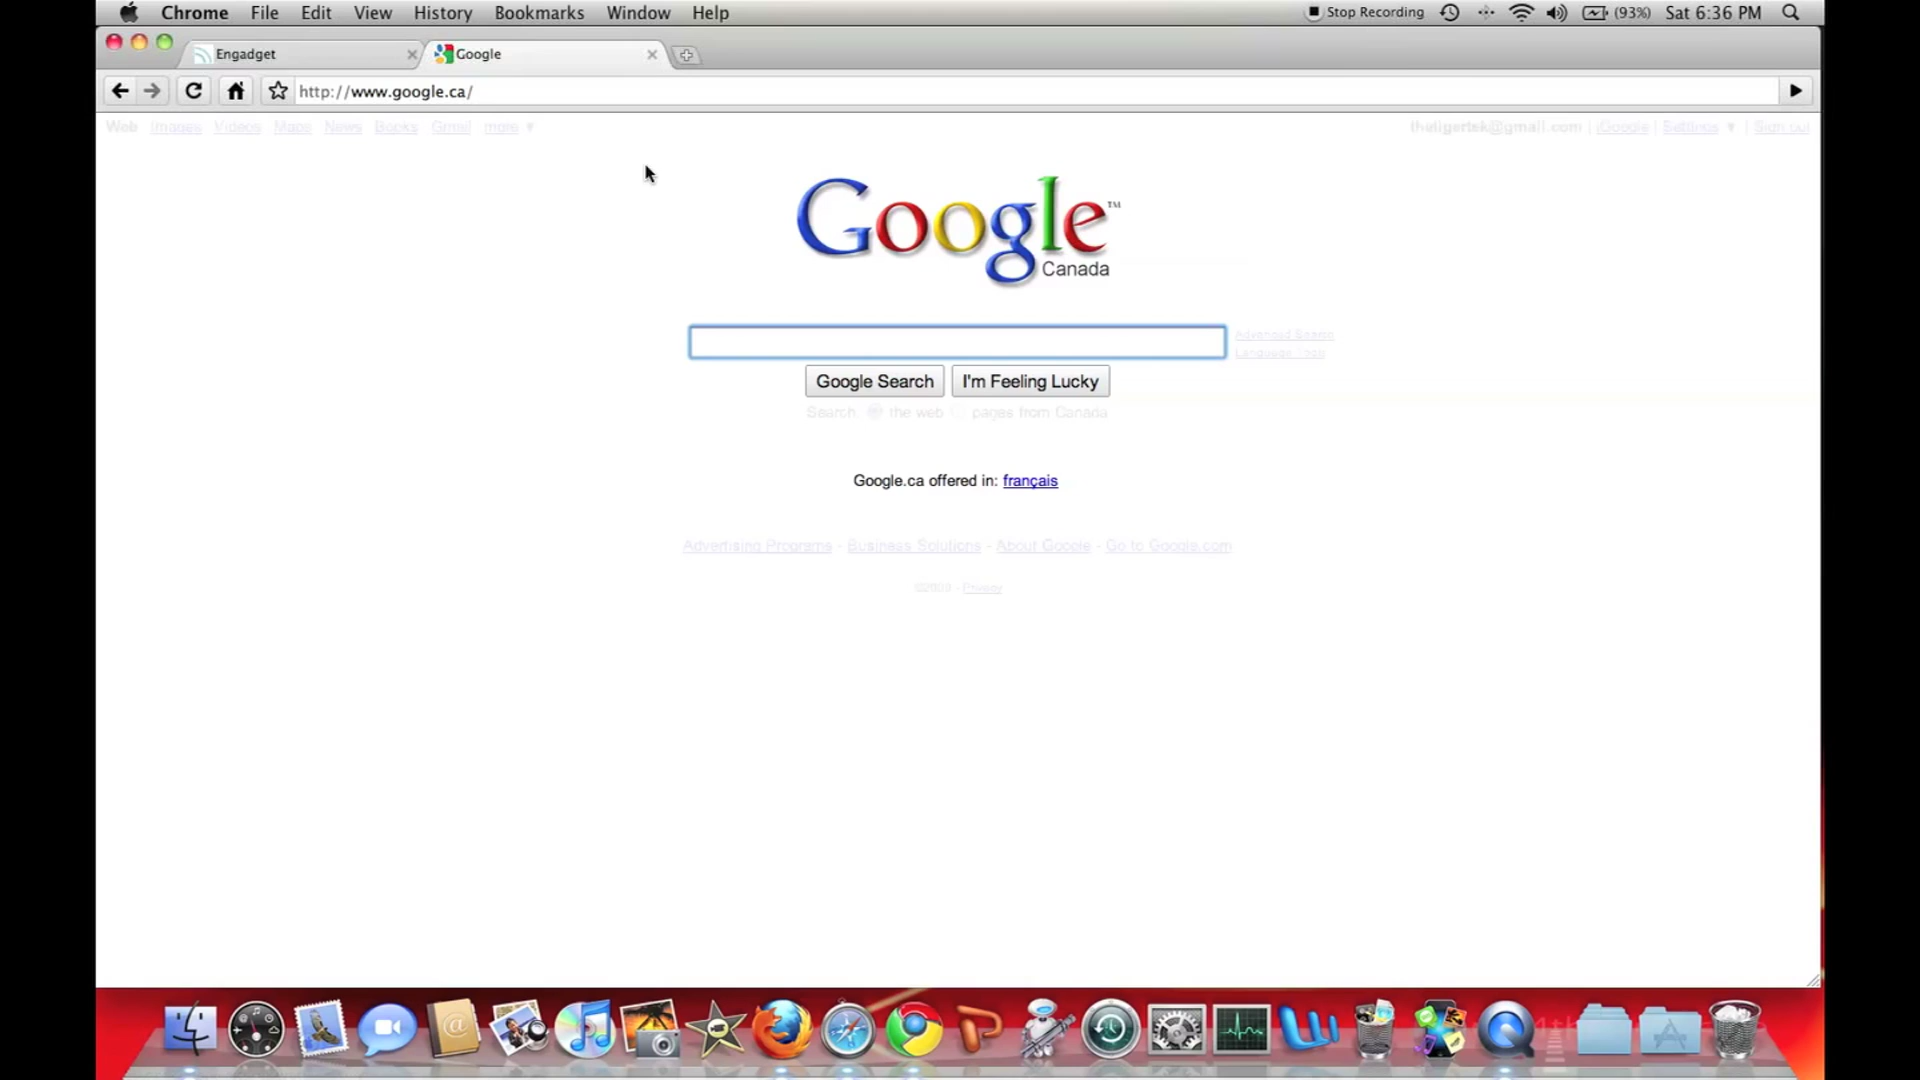 Chrome File Edit View History Bookmarks Window Help Stop Recording (93%) Sat 6:36 PM
Engadget Google
http://www.google.ca/
Web Images Videos Maps News Books Gmail more theligertek@gmail.com | iGoogle | Settings | Sign out
Google™
Canada
Advanced Search
Language Tools
Google Search I'm Feeling Lucky
Search: the web pages from Canada
Google.ca offered in: français
Advertising Programs - Business Solutions - About Google - Go to Google.com
©2009 - Privacy